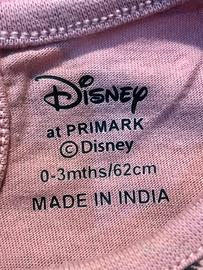 Disney
at PRIMARK
©Disney
0-3mths/62cm
MADE IN INDIA